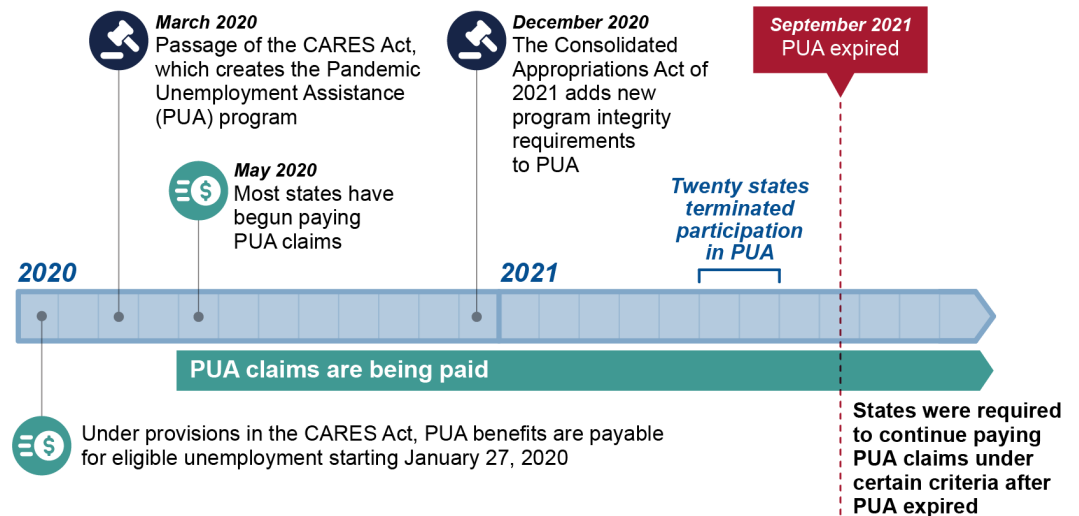 March 2020
Passage of the CARES Act,
which creates the Pandemic
Unemployment Assistance
(PUA) program
December 2020
The Consolidated
Appropriations Act of
2021 adds new
program integrity
requirements
to PUA
September 2021
PUA expired
May 2020
Most states have
begun paying
PUA claims
Twenty states
terminated
participation
in PUA
2020
2021
PUA claims are being paid
Under provisions in the CARES Act, PUA benefits are payable
for eligible unemployment starting January 27, 2020
States were required
to continue paying
PUA claims under
certain criteria after
PUA expired